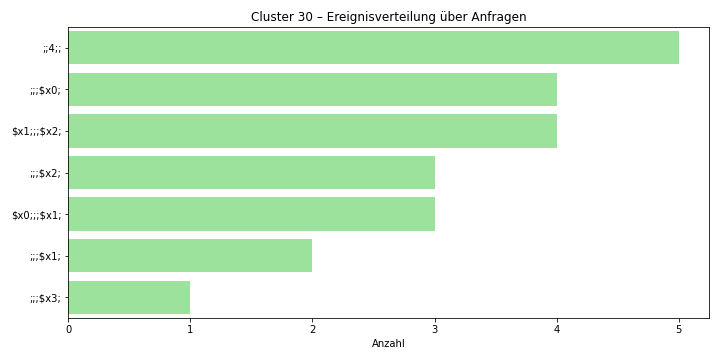 Cluster 30 – Ereignisverteilung über Anfragen
;;4;;
;;;$x0;
$x1;;;$x2;
;;;$x2;
$x0;;;$x1;
;;;$x1;
;;;$x3;
0 1 2 3 4 5
Anzahl